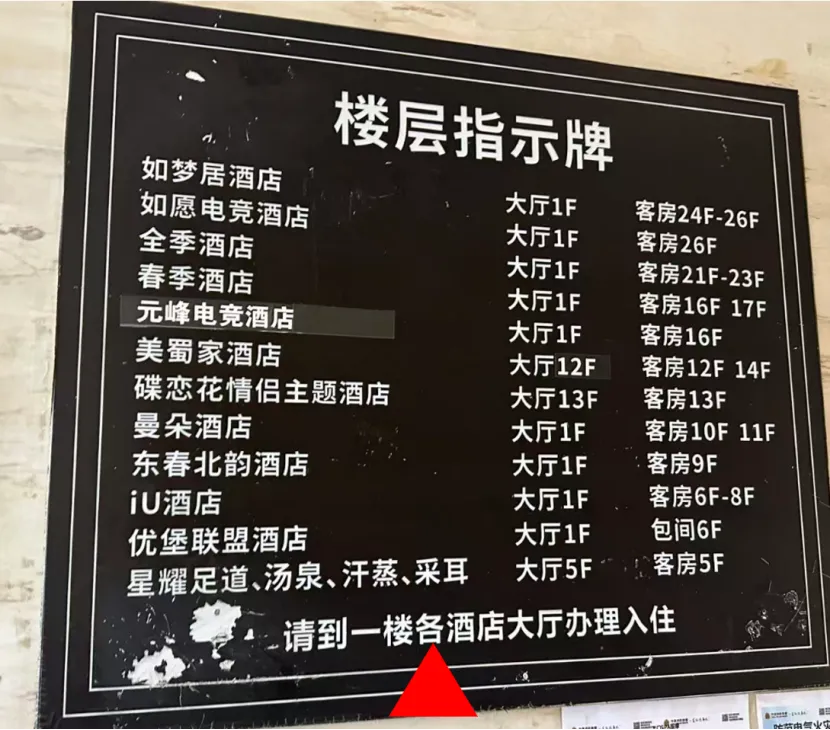 楼层指示牌
如梦居酒店 大厅1F 客房24F-26F
如愿电竞酒店 大厅1F 客房26F
全季酒店 大厅1F 客房21F-23F
春季酒店 大厅1F 客房16F 17F
元峰电竞酒店 大厅1F 客房16F
美蜀家酒店 大厅12F 客房12F 14F
碟恋花情侣主题酒店 大厅13F 客房13F
曼朵酒店 大厅1F 客房10F 11F
东春北韵酒店 大厅1F 客房9F
iU酒店 大厅1F 客房6F-8F
优堡联盟酒店 大厅1F 包间6F
星耀足道、汤泉、汗蒸、采耳 大厅5F 客房5F
请到一楼各酒店大厅办理入住